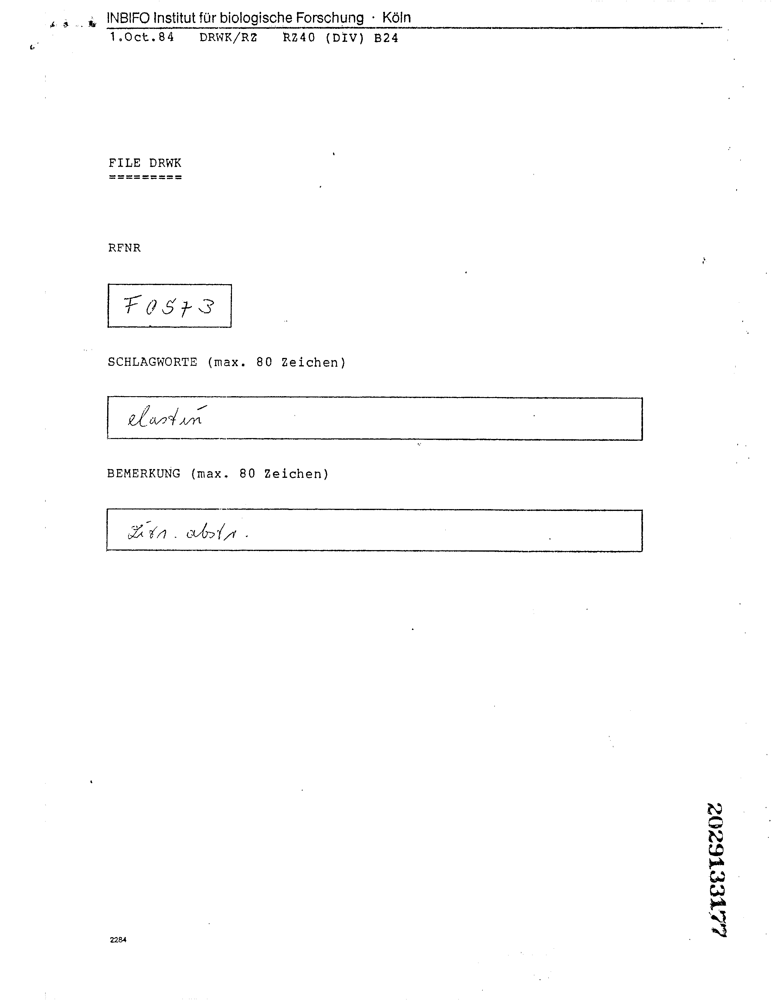 INBIFO Institut für biologische Forschung · Köln
1.Oct.84 DRWK/RZ RZ40 (DIV) B24
FILE DRWK
=========
RFNR
F0573
SCHLAGWORTE (max. 80 Zeichen)
elastin
BEMERKUNG (max. 80 Zeichen)
abstr.
2029133177
2284